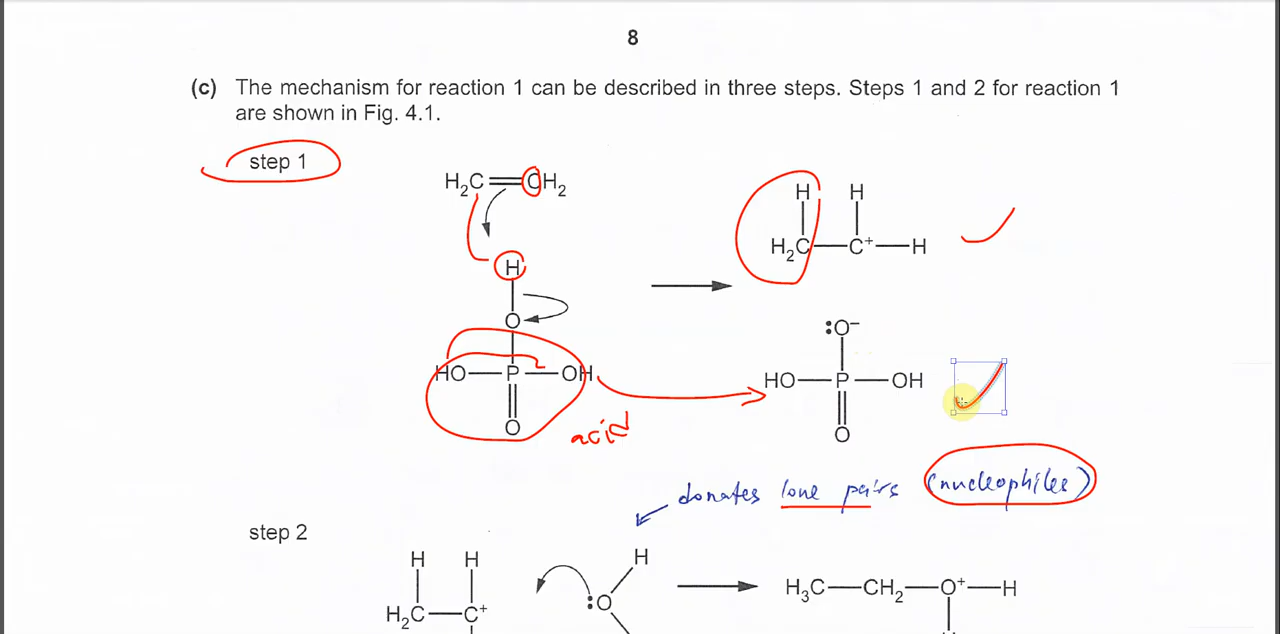 8
(c) The mechanism for reaction 1 can be described in three steps. Steps 1 and 2 for reaction 1
are shown in Fig. 4.1.
step 1
H₂C CH₂
H H
H₂C C⁺ H
H
O
:O⁻
HO P OH
HO P OH
O
O
acid
donates lone pairs (nucleophiles)
step 2
H H
H
H₂C C⁺
:O
H₃C CH₂ O⁺ H